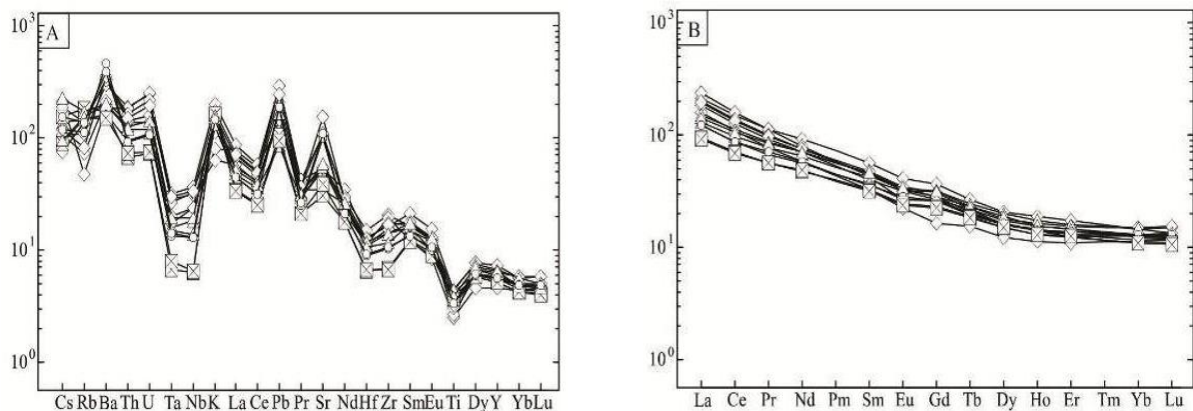 A
10³
10²
10¹
10⁰
Cs Rb Ba Th U Ta Nb K La Ce Pb Pr Sr Nd Hf Zr Sm Eu Ti Dy Y Yb Lu
B
10³
10²
10¹
10⁰
La Ce Pr Nd Pm Sm Eu Gd Tb Dy Ho Er Tm Yb Lu